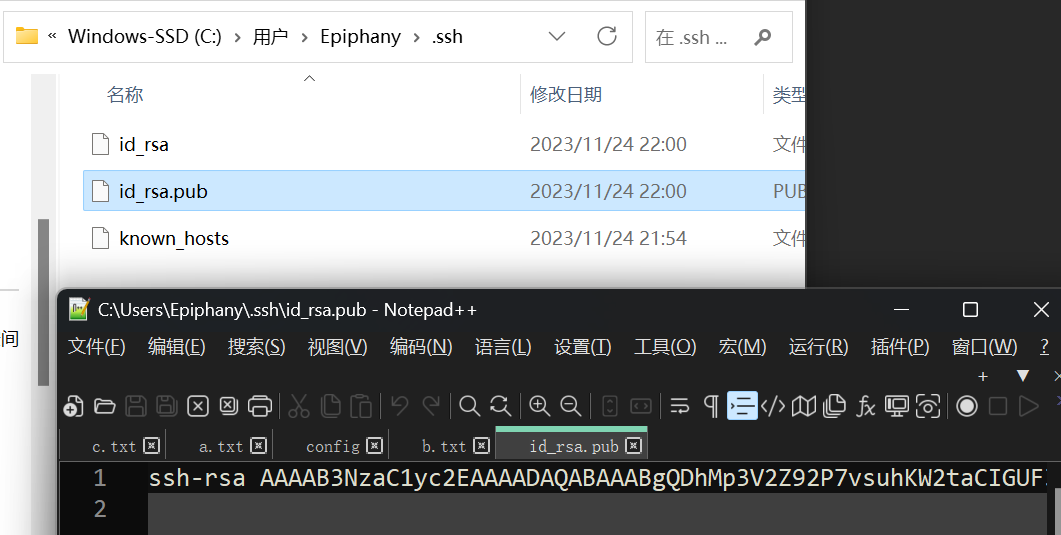 « Windows-SSD (C:) › 用户 › Epiphany › .ssh
在 .ssh ...
名称 修改日期 类型
id_rsa 2023/11/24 22:00 文件
id_rsa.pub 2023/11/24 22:00 PUB
known_hosts 2023/11/24 21:54 文件
间
C:\Users\Epiphany\.ssh\id_rsa.pub - Notepad++
文件(F) 编辑(E) 搜索(S) 视图(V) 编码(N) 语言(L) 设置(T) 工具(O) 宏(M) 运行(R) 插件(P) 窗口(W) ?
c.txt a.txt config b.txt id_rsa.pub
1 ssh-rsa AAAAB3NzaC1yc2EAAAADAQABAAABgQDhMp3V2Z92P7vsuhKW2taCIGUF
2